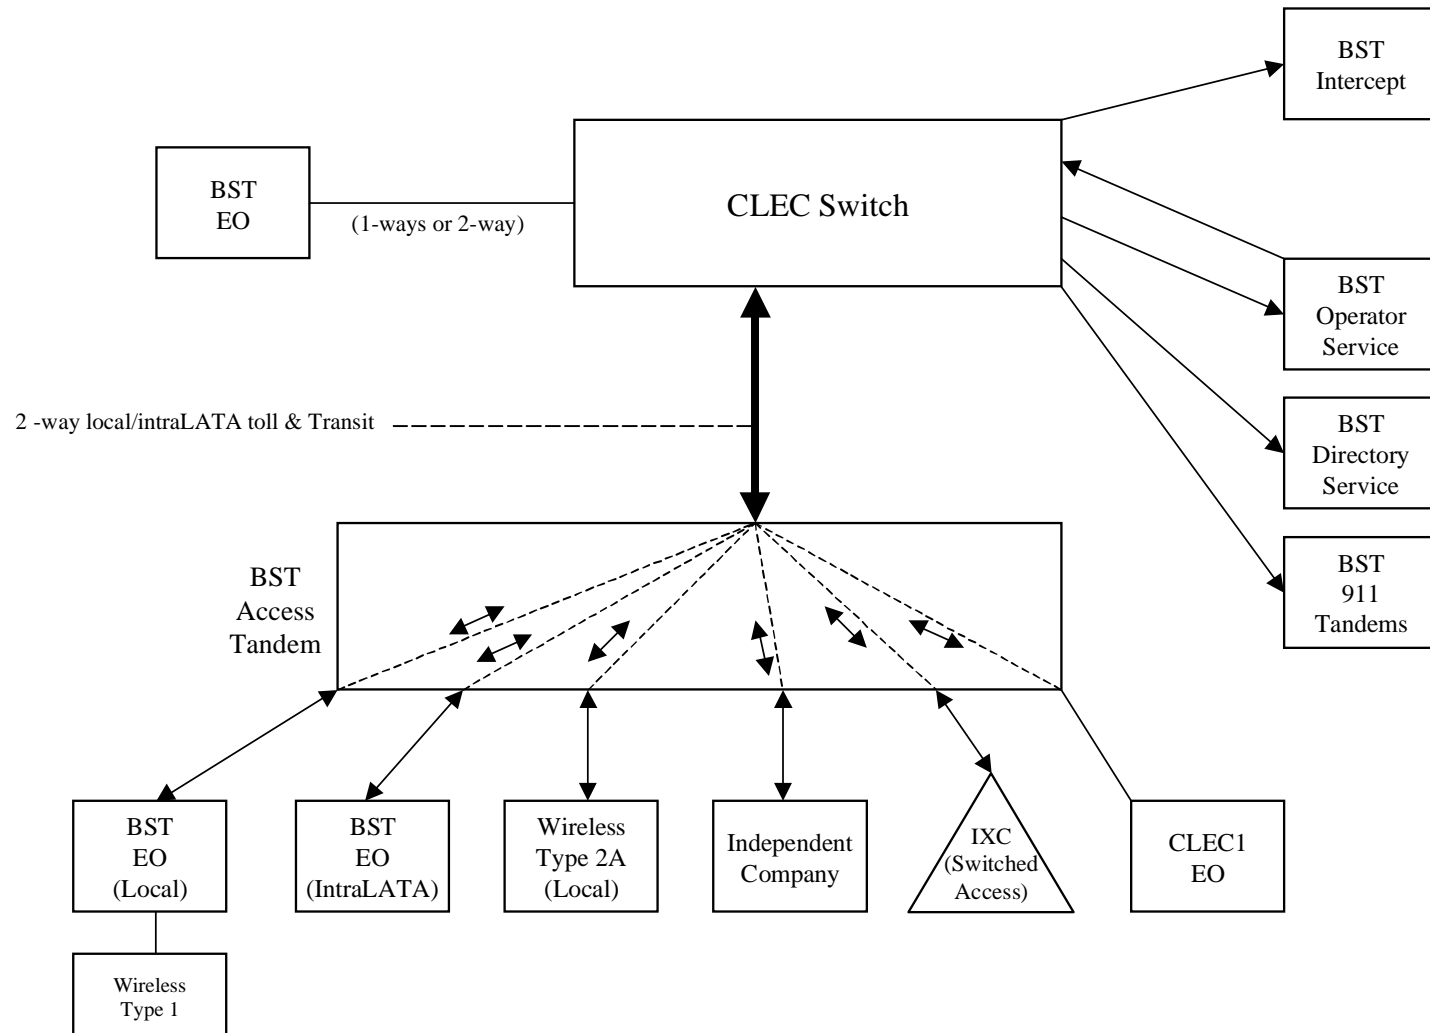 BST
Intercept
BST
EO
(1-ways or 2-way)
CLEC Switch
BST
Operator
Service
2 -way local/intraLATA toll & Transit
BST
Directory
Service
BST
Access
Tandem
BST
911
Tandems
BST
EO
(Local)
BST
EO
(IntraLATA)
Wireless
Type 2A
(Local)
Independent
Company
IXC
(Switched
Access)
CLEC1
EO
Wireless
Type 1